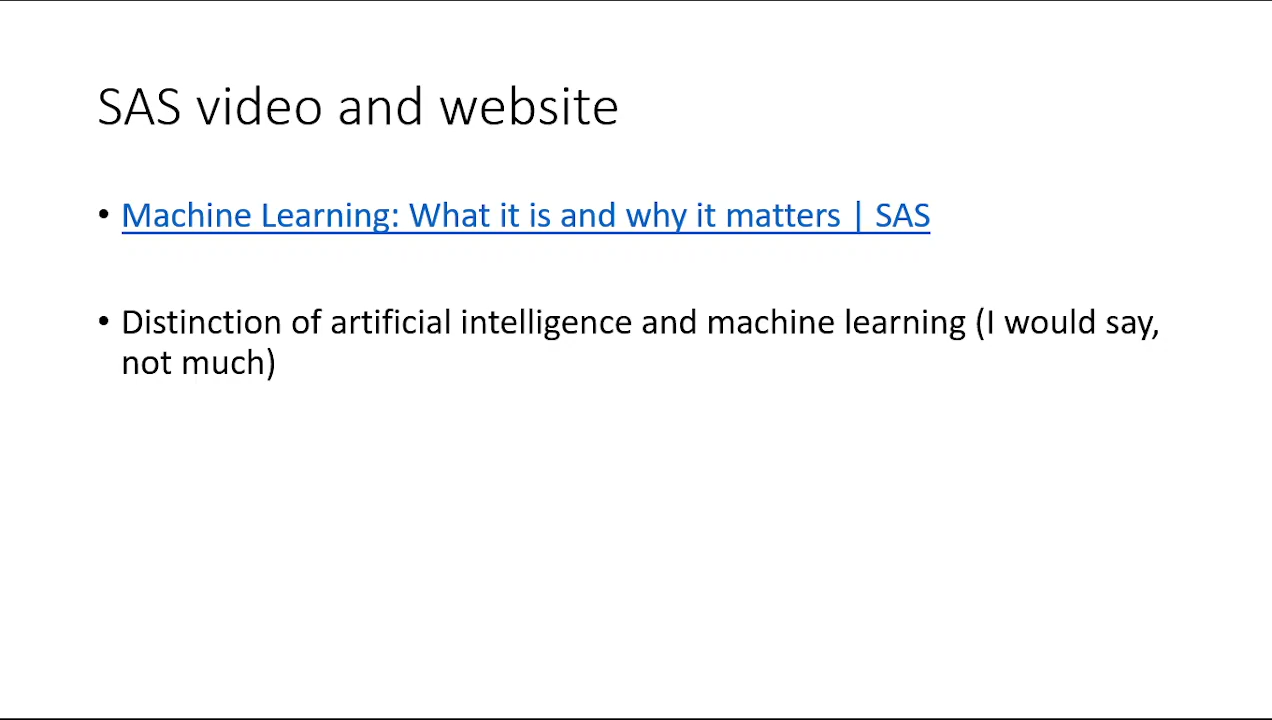 SAS video and website
• Machine Learning: What it is and why it matters | SAS
• Distinction of artificial intelligence and machine learning (I would say,
not much)